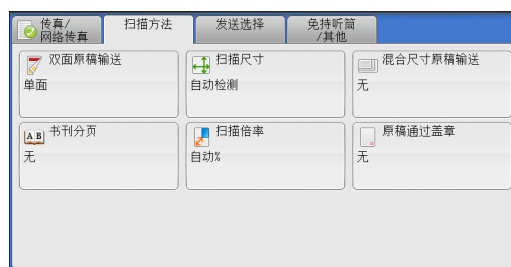 传真/
网络传真
扫描方法
发送选择
免持听筒
/其他
双面原稿输送
单面
扫描尺寸
自动检测
混合尺寸原稿输送
无
A B
书刊分页
无
扫描倍率
自动%
原稿通过盖章
无